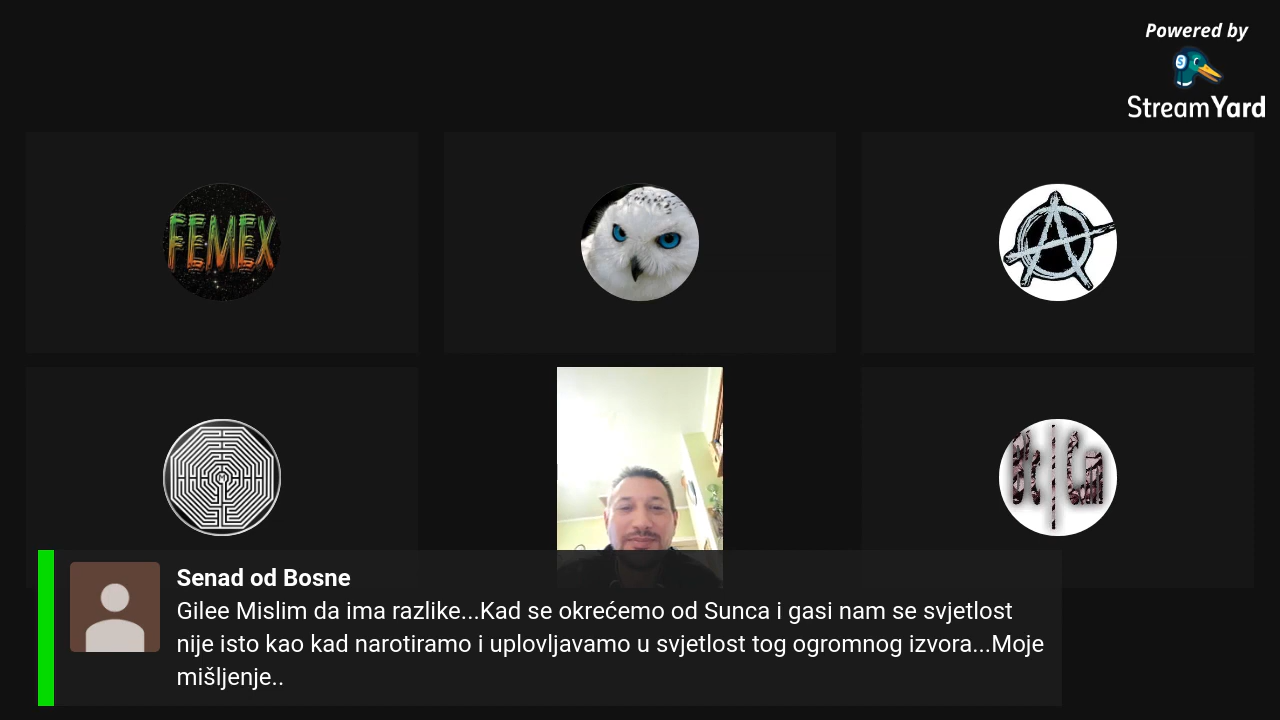 Powered by
StreamYard
FEMEX
Senad od Bosne
Gilee Mislim da ima razlike...Kad se okrećemo od Sunca i gasi nam se svjetlost
nije isto kao kad narotiramo i uplovljavamo u svjetlost tog ogromnog izvora...Moje
mišljenje..